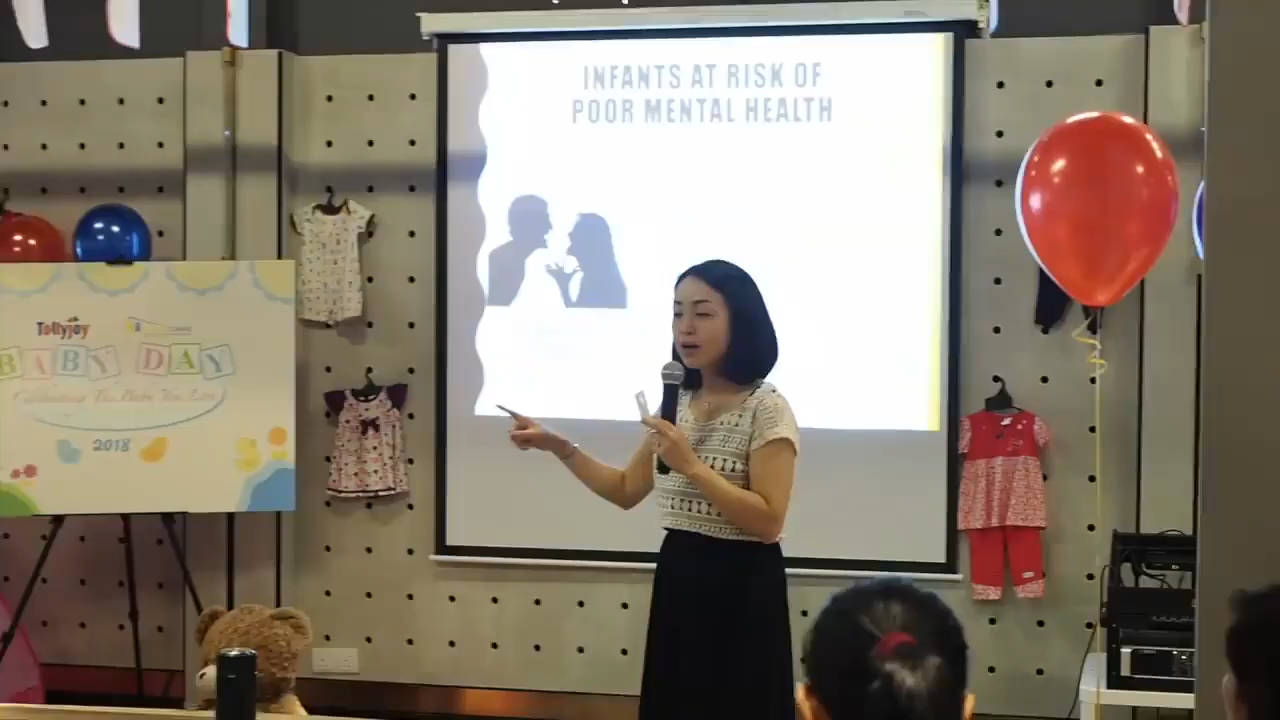 INFANTS AT RISK OF
POOR MENTAL HEALTH
Tollyjoy
BABY DAY
2018